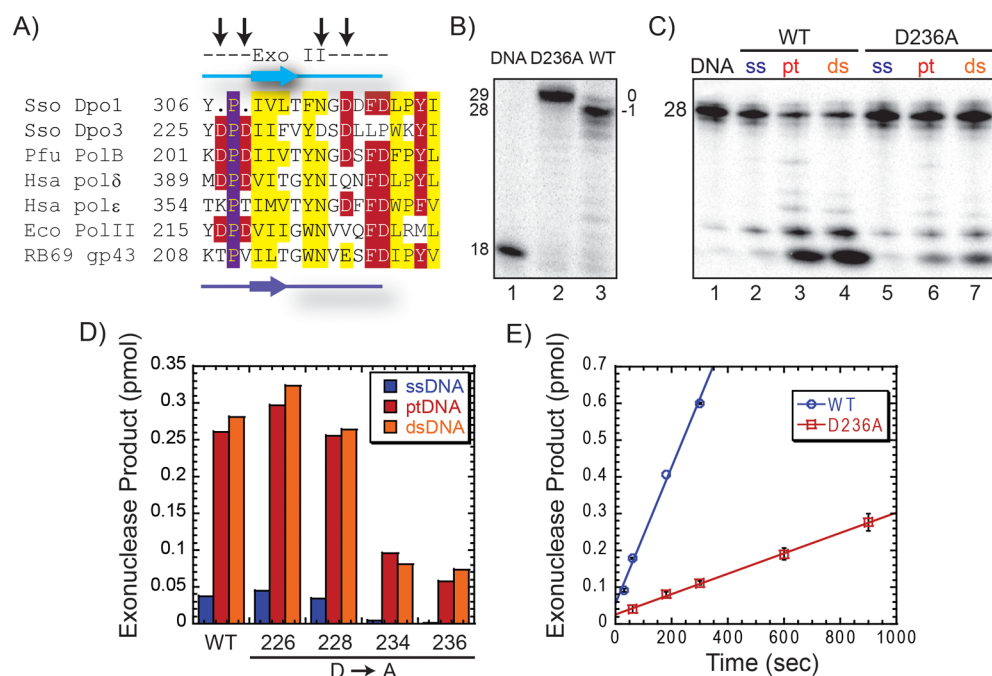 A)
----Exo II-----
Sso Dpo1 306 Y.P.IVLTFNGDDFDLPYI
Sso Dpo3 225 YDPDIIFVYDSDLLPWKYI
Pfu PolB 201 KDPDIIVTYNGDSFDFPYL
Hsa polδ 389 MDPDVITGYNIQNFDLPYL
Hsa polε 354 TKPTIMVTYNGDFFDWPFV
Eco PolII 215 YDPDVIIGWNVVQFDLRML
RB69 gp43 208 KTPVILTGWNVESFDIPYV
B)
DNA D236A WT
29 0
28 -1
18
1 2 3
C)
WT D236A
DNA ss pt ds ss pt ds
28
1 2 3 4 5 6 7
D)
Exonuclease Product (pmol)
0.35
0.3
0.25
0.2
0.15
0.1
0.05
0
ssDNA
ptDNA
dsDNA
WT 226 228 234 236
D → A
E)
Exonuclease Product (pmol)
0.7
0.6
0.5
0.4
0.3
0.2
0.1
0
WT
D236A
0 200 400 600 800 1000
Time (sec)